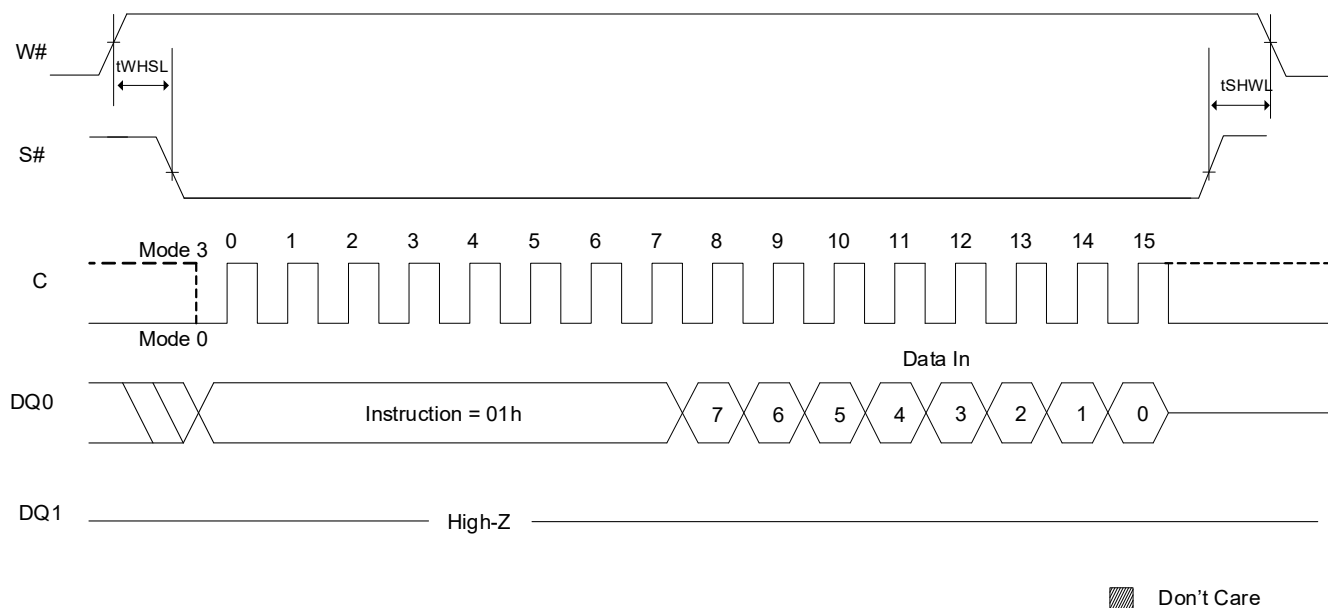 W#
tWHSL
tSHWL
S#
0 1 2 3 4 5 6 7 8 9 10 11 12 13 14 15
Mode 3
C
Mode 0
Data In
DQ0
Instruction = 01h
7 6 5 4 3 2 1 0
DQ1
High-Z
Don't Care